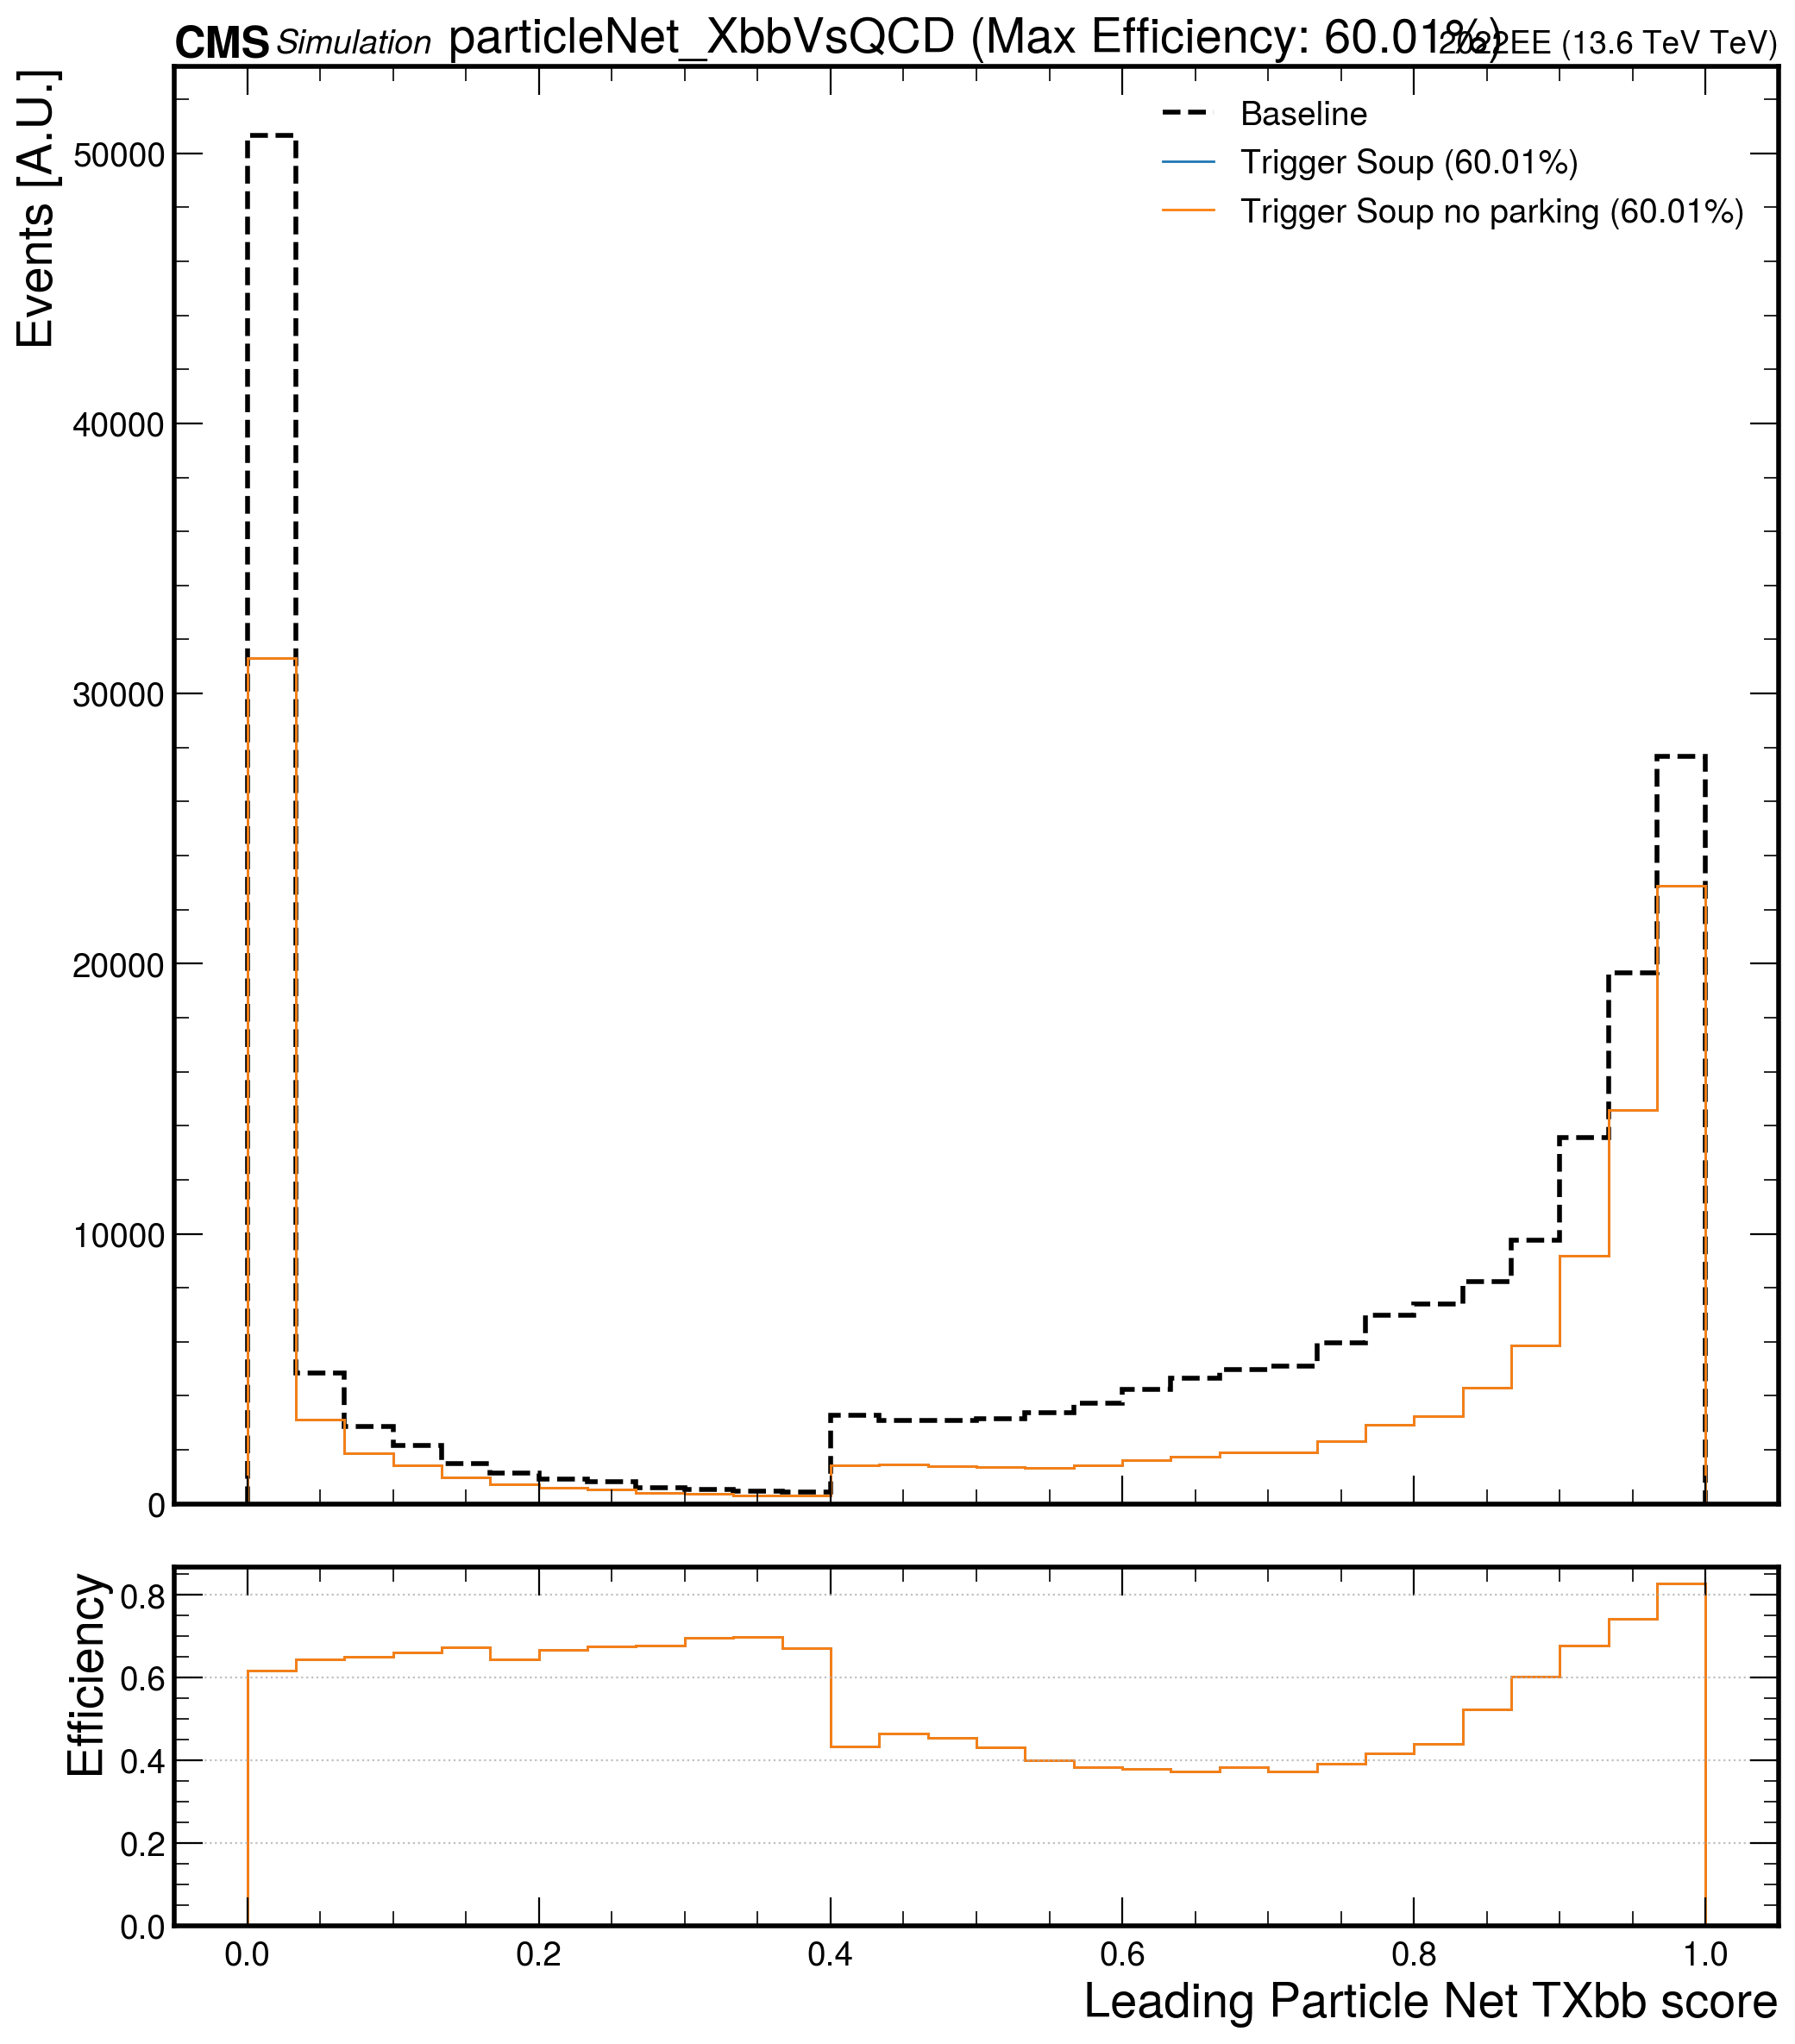 CMS Simulation particleNet_XbbVsQCD (Max Efficiency: 60.01%) 2022EE (13.6 TeV TeV)
Events [A.U.]
Baseline
Trigger Soup (60.01%)
Trigger Soup no parking (60.01%)
50000
40000
30000
20000
10000
0
Efficiency
0.8
0.6
0.4
0.2
0.0
0.0 0.2 0.4 0.6 0.8 1.0
Leading Particle Net TXbb score